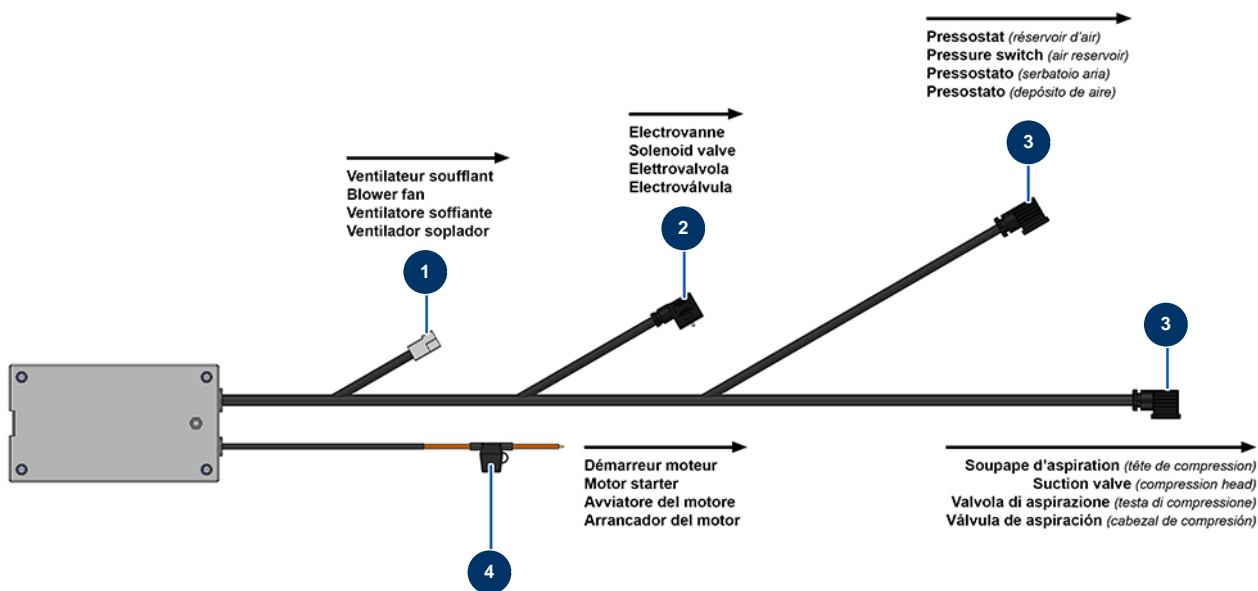 Pressostat (réservoir d'air)
Pressure switch (air reservoir)
Pressostato (serbatoio aria)
Presostato (depósito de aire)
Electrovanne
Solenoid valve
Elettrovalvola
Electroválvula
3
Ventilateur soufflant
Blower fan
Ventilatore soffiante
Ventilador soplador
2
1
3
Démarreur moteur
Motor starter
Avviatore del motore
Arrancador del motor
Soupape d'aspiration (tête de compression)
Suction valve (compression head)
Valvola di aspirazione (testa di compressione)
Válvula de aspiración (cabezal de compresión)
4